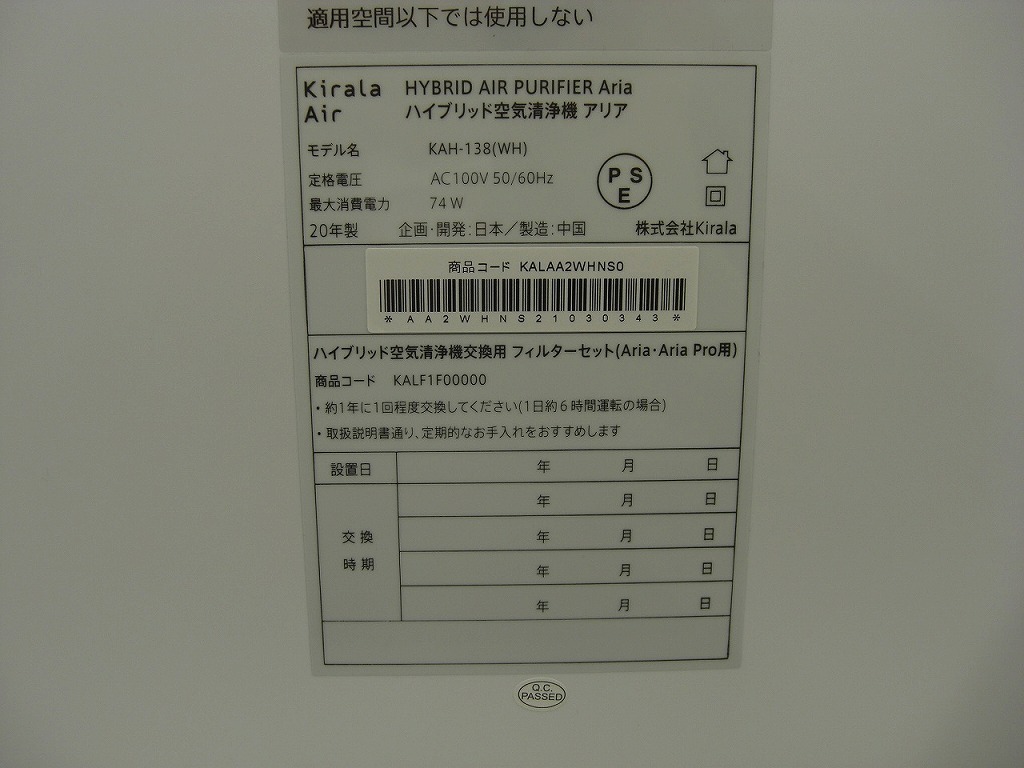 適用空間以下では使用しない
Kirala Air
HYBRID AIR PURIFIER Aria
ハイブリッド空気清浄機 アリア
モデル名 KAH-138(WH)
定格電圧 AC100V 50/60Hz
最大消費電力 74 W
PSE
20年製 企画・開発:日本／製造:中国 株式会社Kirala
商品コード KALAA2WHNS0
*AA2WHNS21030343*
ハイブリッド空気清浄機交換用 フィルターセット(Aria・Aria Pro用)
商品コード KALF1F00000
・約1年に1回程度交換してください(1日約6時間運転の場合)
・取扱説明書通り、定期的なお手入れをおすすめします
設置日 年 月 日
交換時期 年 月 日
年 月 日
年 月 日
年 月 日
Q.C.
PASSED